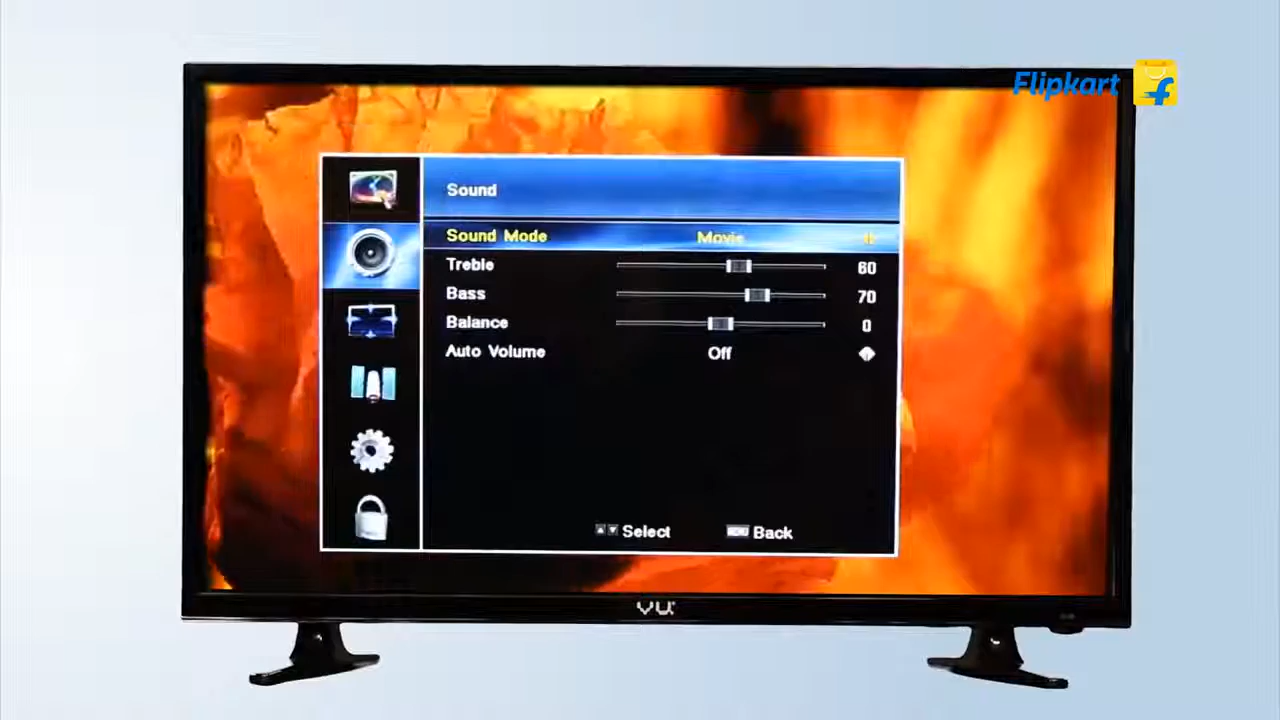 Flipkart
Sound
Sound Mode Movie
Treble 60
Bass 70
Balance 0
Auto Volume Off
Select Back
VU